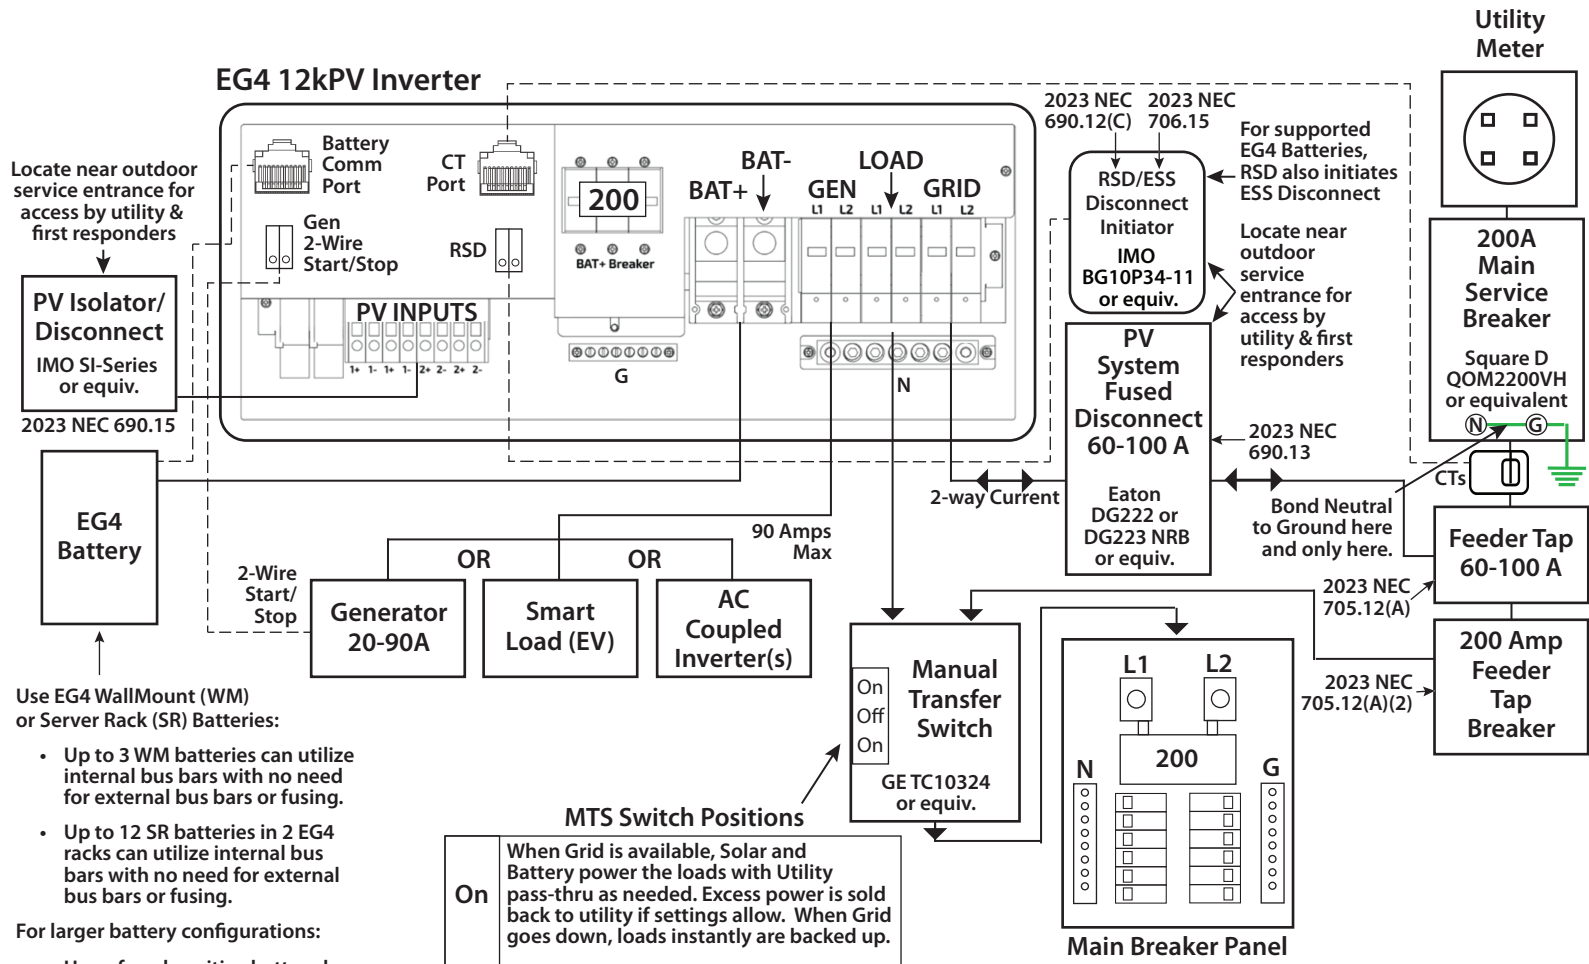 Utility
Meter
EG4 12kPV Inverter
2023 NEC
690.12(C)
2023 NEC
706.15
For supported
EG4 Batteries,
RSD also initiates
ESS Disconnect
Locate near outdoor
service entrance for
access by utility &
first responders
Battery
Comm
Port
CT
Port
Gen
2-Wire
Start/Stop
RSD
200
BAT+ Breaker
BAT+
BAT-
GEN
LOAD
GRID
L1 L2 L1 L2 L1 L2
RSD/ESS
Disconnect
Initiator
IMO
BG10P34-11
or equiv.
Locate near
outdoor
service
entrance for
access by
utility & first
responders
200A
Main
Service
Breaker
Square D
QOM2200VH
or equivalent
N G
PV Isolator/
Disconnect
IMO SI-Series
or equiv.
2023 NEC 690.15
PV INPUTS
1+ 1- 1+ 1- 2+ 2- 2+ 2-
G
N
PV
System
Fused
Disconnect
60-100 A
Eaton
DG222 or
DG223 NRB
or equiv.
2023 NEC
690.13
CTs
2-way Current
Bond Neutral
to Ground here
and only here.
EG4
Battery
90 Amps
Max
OR
OR
2-Wire
Start/
Stop
Generator
20-90A
Smart
Load (EV)
AC
Coupled
Inverter(s)
Feeder Tap
60-100 A
2023 NEC
705.12(A)
200 Amp
Feeder
Tap
Breaker
2023 NEC
705.12(A)(2)
Manual
Transfer
Switch
On
Off
On
GE TC10324
or equiv.
L1
L2
200
N
G
Main Breaker Panel
Use EG4 WallMount (WM)
or Server Rack (SR) Batteries:
• Up to 3 WM batteries can utilize
internal bus bars with no need
for external bus bars or fusing.
• Up to 12 SR batteries in 2 EG4
racks can utilize internal bus
bars with no need for external
bus bars or fusing.
For larger battery configurations:
MTS Switch Positions
On
When Grid is available, Solar and
Battery power the loads with Utility
pass-thru as needed. Excess power is sold
back to utility if settings allow. When Grid
goes down, loads instantly are backed up.